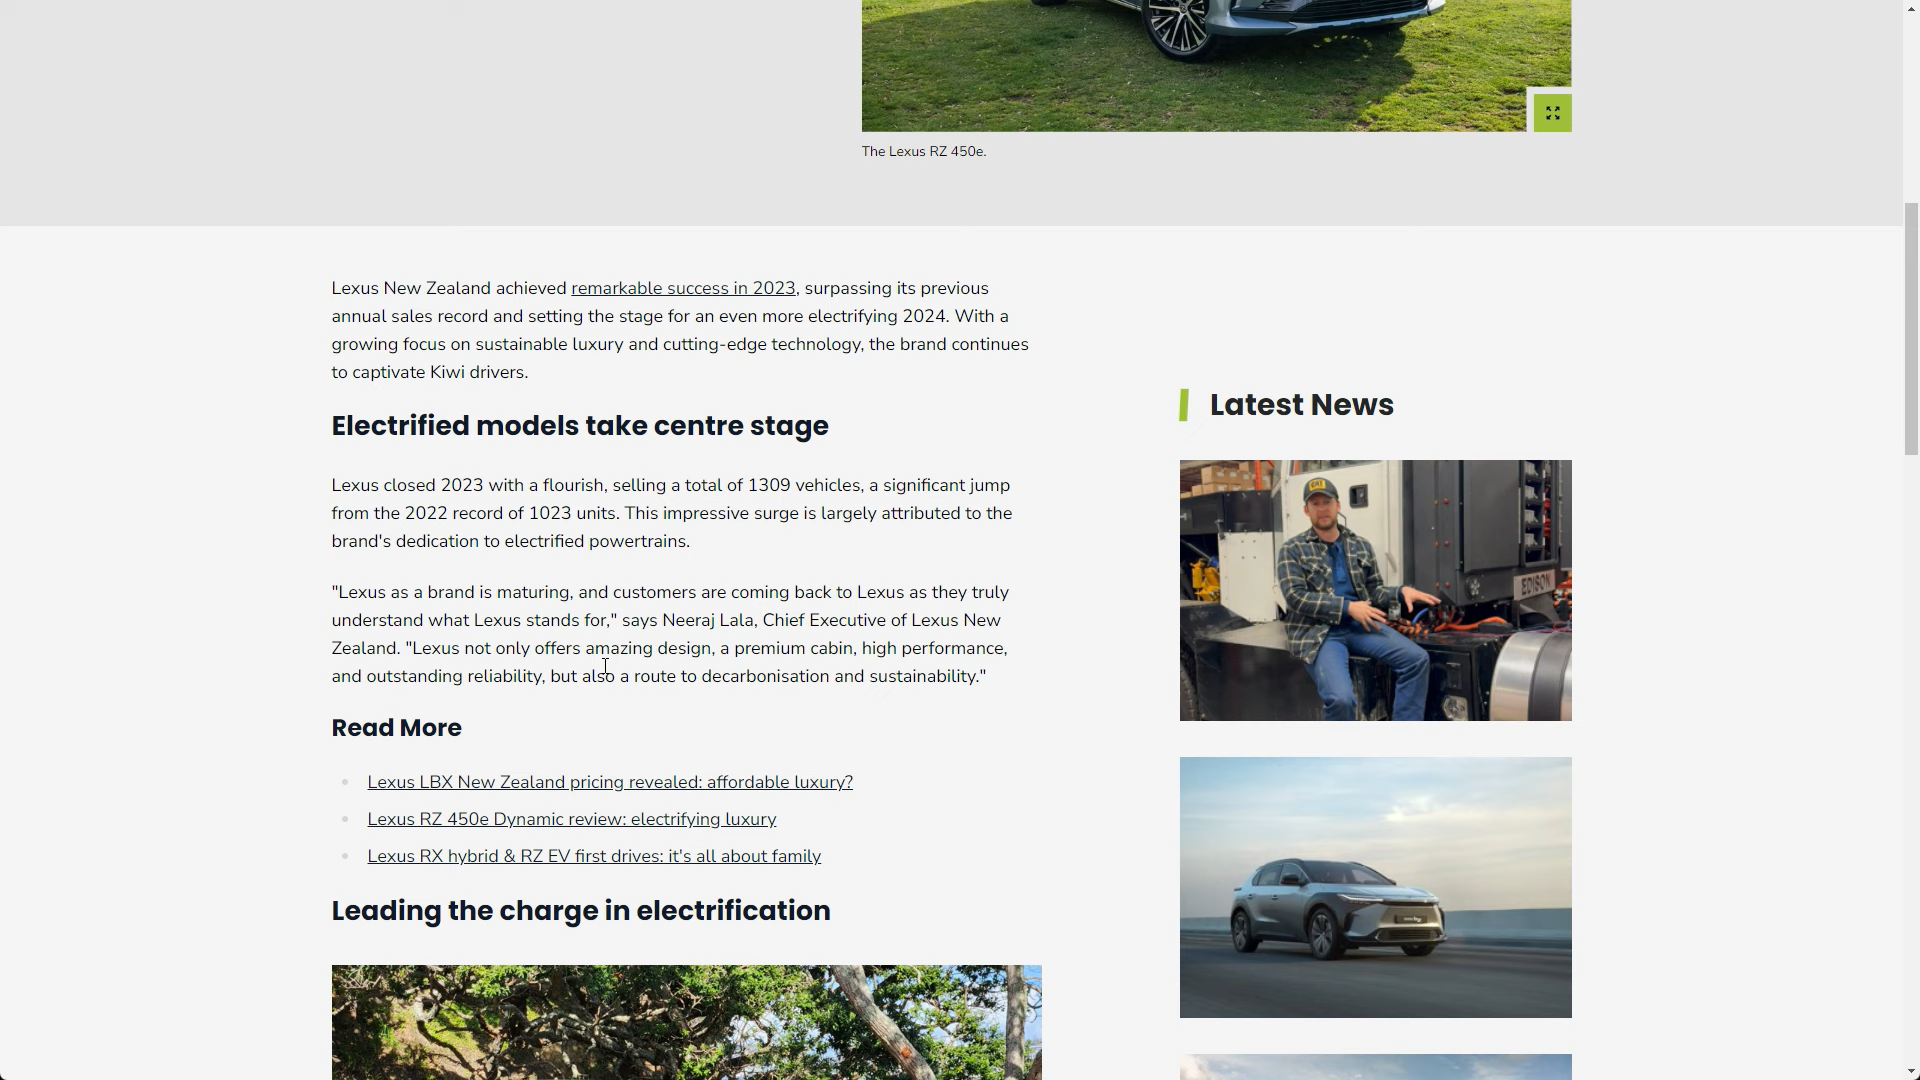 The Lexus RZ 450e.
Lexus New Zealand achieved remarkable success in 2023, surpassing its previous
annual sales record and setting the stage for an even more electrifying 2024. With a
growing focus on sustainable luxury and cutting-edge technology, the brand continues
to captivate Kiwi drivers.
Electrified models take centre stage
Lexus closed 2023 with a flourish, selling a total of 1309 vehicles, a significant jump
from the 2022 record of 1023 units. This impressive surge is largely attributed to the
brand's dedication to electrified powertrains.
"Lexus as a brand is maturing, and customers are coming back to Lexus as they truly
understand what Lexus stands for," says Neeraj Lala, Chief Executive of Lexus New
Zealand. "Lexus not only offers amazing design, a premium cabin, high performance,
and outstanding reliability, but also a route to decarbonisation and sustainability."
Read More
Lexus LBX New Zealand pricing revealed: affordable luxury?
Lexus RZ 450e Dynamic review: electrifying luxury
Lexus RX hybrid & RZ EV first drives: it's all about family
Leading the charge in electrification
Latest News
CAT
EDISON